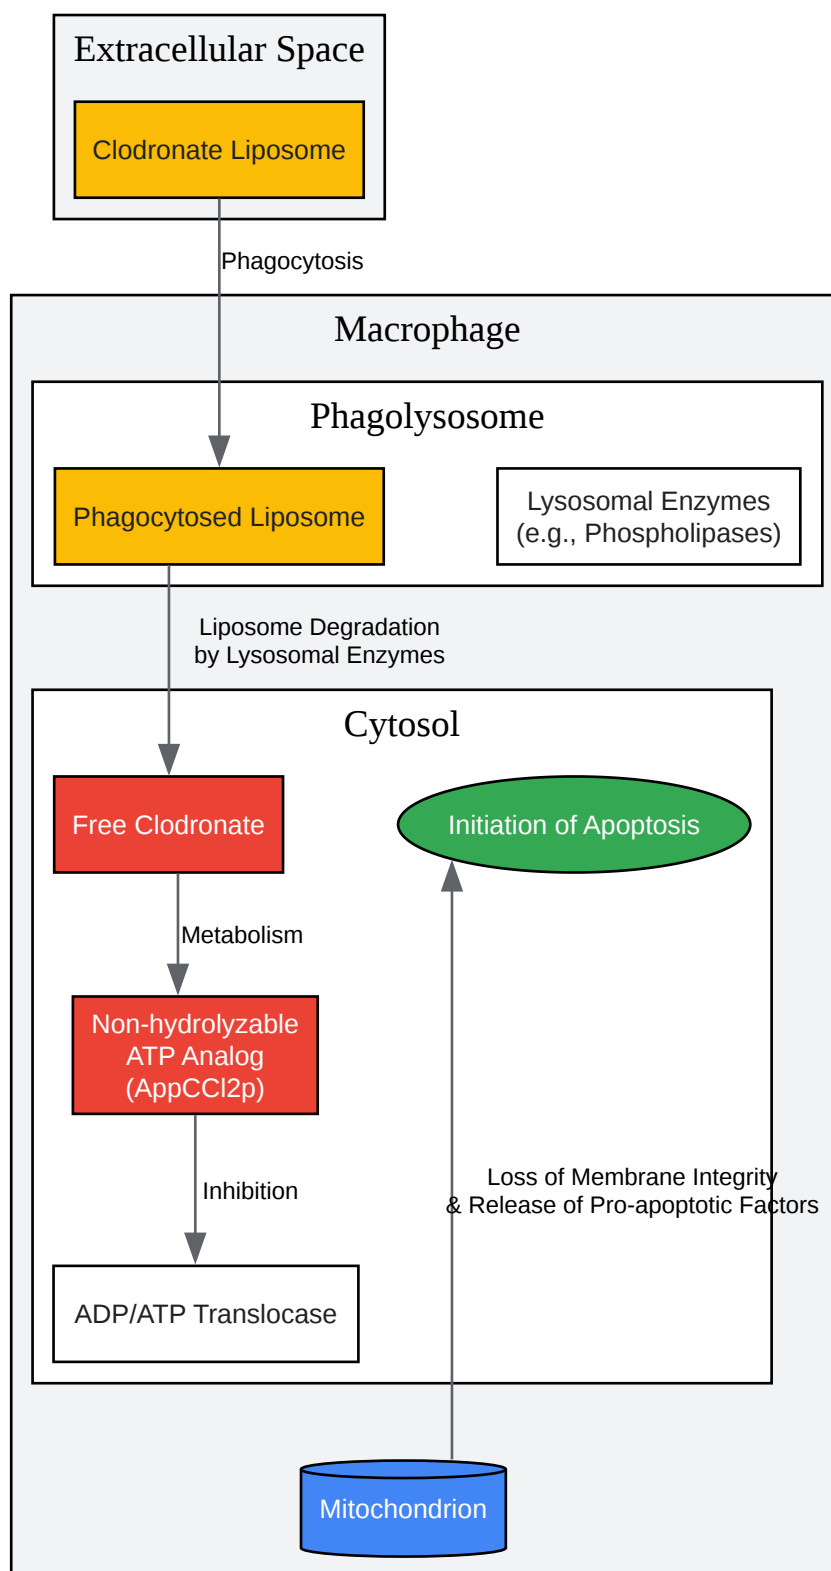 Extracellular Space
Clodronate Liposome
Phagocytosis
Macrophage
Phagolysosome
Phagocytosed Liposome
Lysosomal Enzymes
(e.g., Phospholipases)
Liposome Degradation
by Lysosomal Enzymes
Cytosol
Free Clodronate
Initiation of Apoptosis
Metabolism
Non-hydrolyzable
ATP Analog
(AppCCl2p)
Inhibition
Loss of Membrane Integrity
& Release of Pro-apoptotic Factors
ADP/ATP Translocase
Mitochondrion